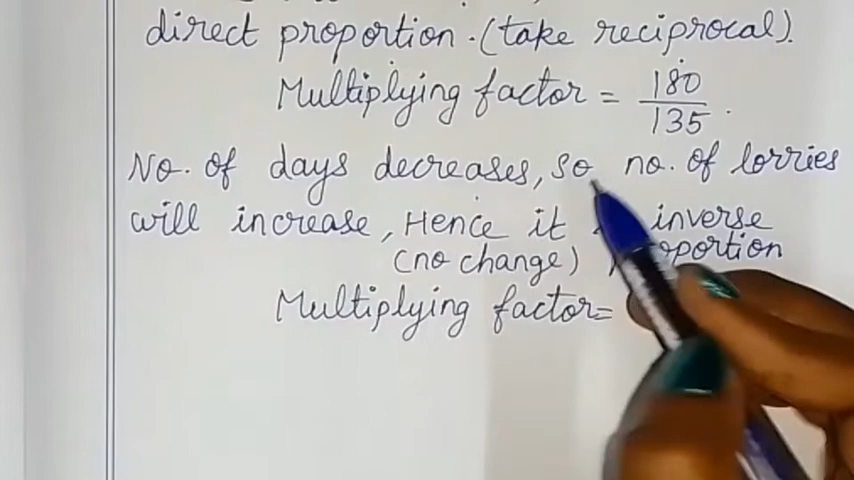 direct proportion. (take reciprocal).
Multiplying factor = 180/135.
No. of days decreases, so no. of lorries
will increase, Hence it inverse
(no change) proportion
Multiplying factor =